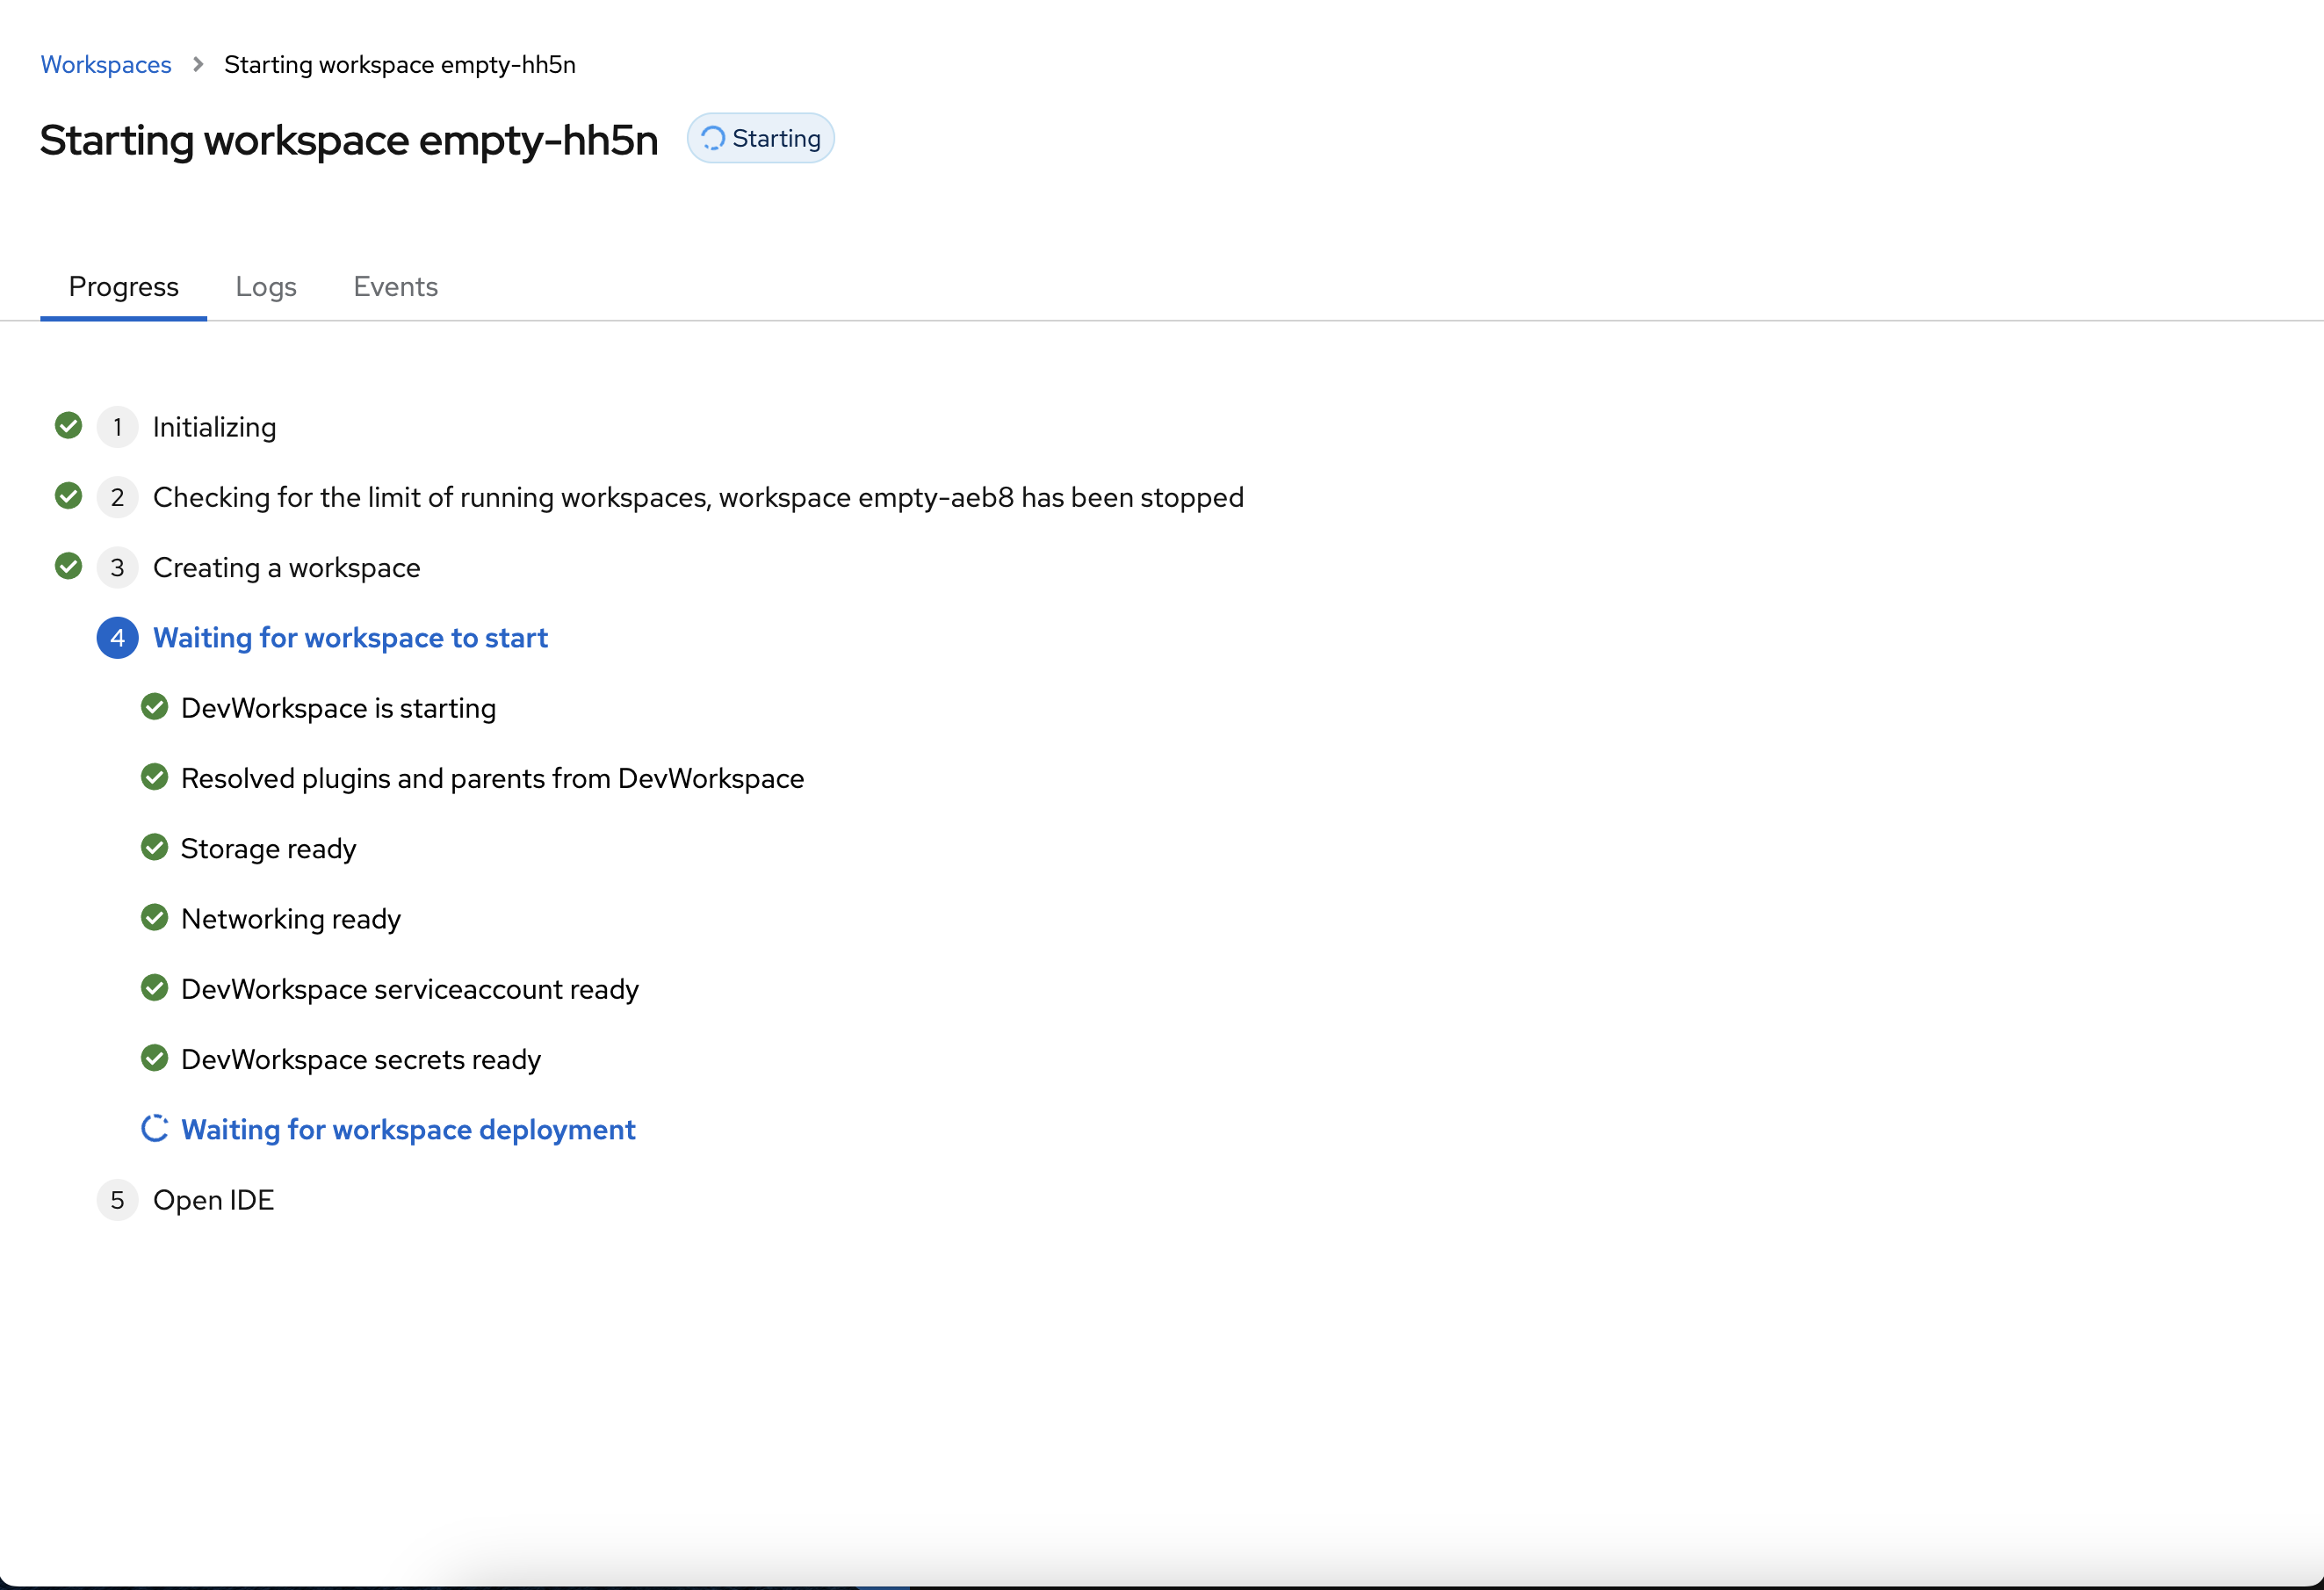 Workspaces > Starting workspace empty-hh5n
Starting workspace empty-hh5n Starting
Progress Logs Events
1 Initializing
2 Checking for the limit of running workspaces, workspace empty-aeb8 has been stopped
3 Creating a workspace
4 Waiting for workspace to start
DevWorkspace is starting
Resolved plugins and parents from DevWorkspace
Storage ready
Networking ready
DevWorkspace serviceaccount ready
DevWorkspace secrets ready
Waiting for workspace deployment
5 Open IDE